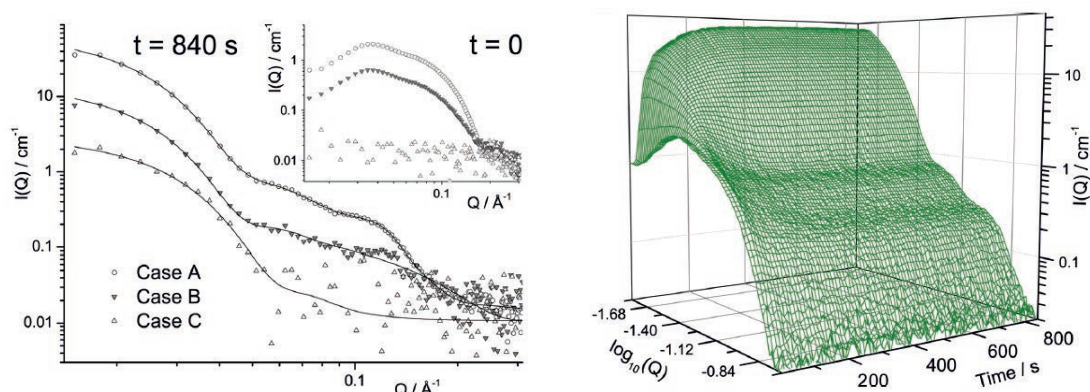 t = 840 s
t = 0
I(Q) / cm⁻¹
10
1
0.1
0.01
I(Q) / cm⁻¹
1
0.1
0.01
0.1
Q / Å⁻¹
Case A
Case B
Case C
0.1
Q / Å⁻¹
10
1
0.1
I(Q) / cm⁻¹
-1.68
-1.40
-1.12
-0.84
log₁₀(Q)
200
400
600
800
Time / s